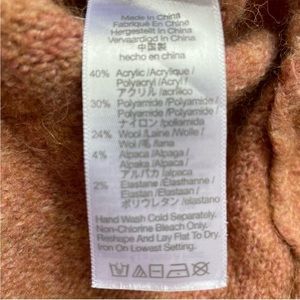 Made In China
Fabriqué En Chine
Hergestellt in China
Vervaardigd in China
中国製
hecho en china
40% Acrylic /Acrylique /
Polyacryl /Acryl /
アクリル /acrílico
30% Polyamide /Polyamide /
Polyamid /Polyamide /
ナイロン /poliamida
24% Wool /Laine /Wolle /
Wol /毛 /lana
4% Alpaca /Alpaga /
Alpaka /Alpaca /
アルパカ /alpaca
2% Elastane /Élasthanne /
Elastan /Elastaan /
ポリウレタン /elastano
Hand Wash Cold Separately.
Non-Chlorine Bleach Only.
Reshape And Lay Flat To Dry.
Iron On Lowest Setting.